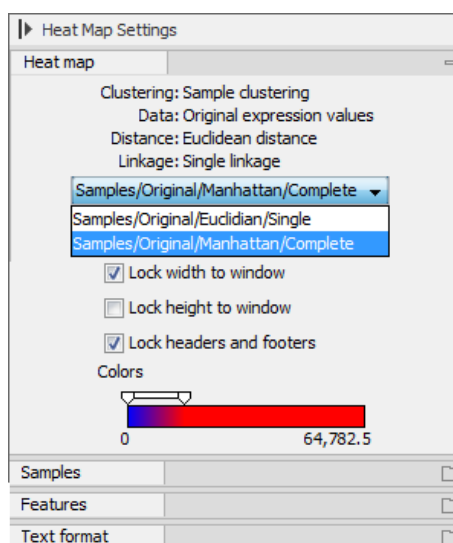 Heat Map Settings
Heat map
Clustering: Sample clustering
Data: Original expression values
Distance: Euclidean distance
Linkage: Single linkage
Samples/Original/Manhattan/Complete
Samples/Original/Euclidian/Single
Samples/Original/Manhattan/Complete
Lock width to window
Lock height to window
Lock headers and footers
Colors
0 64,782.5
Samples
Features
Text format